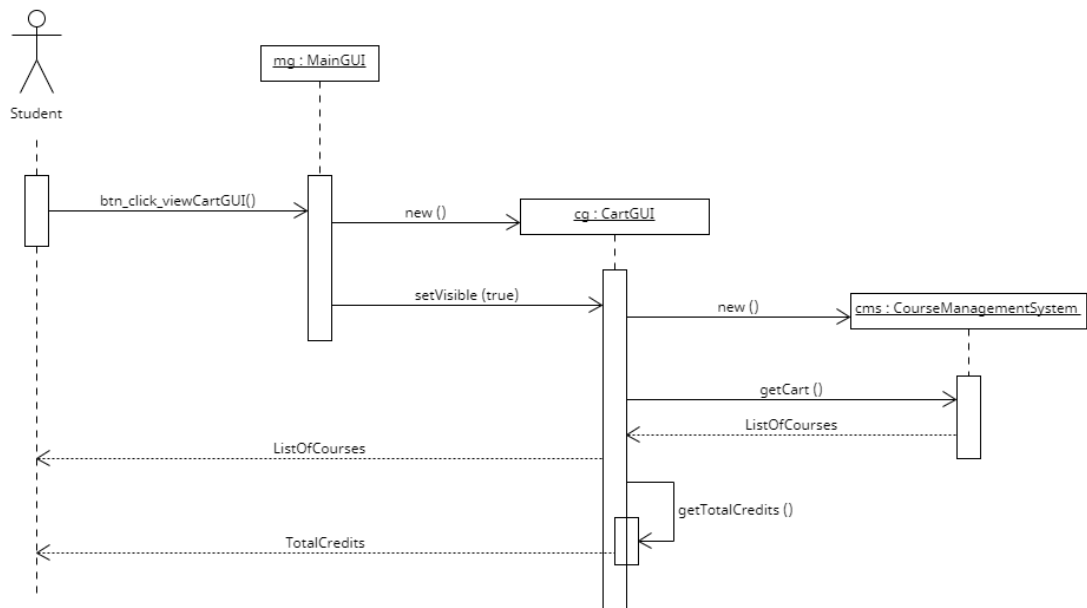 mg : MainGUI
Student
btn_click_viewCartGUI()
new ()
cg : CartGUI
setVisible (true)
new ()
cms : CourseManagementSystem
getCart ()
ListOfCourses
ListOfCourses
getTotalCredits ()
TotalCredits